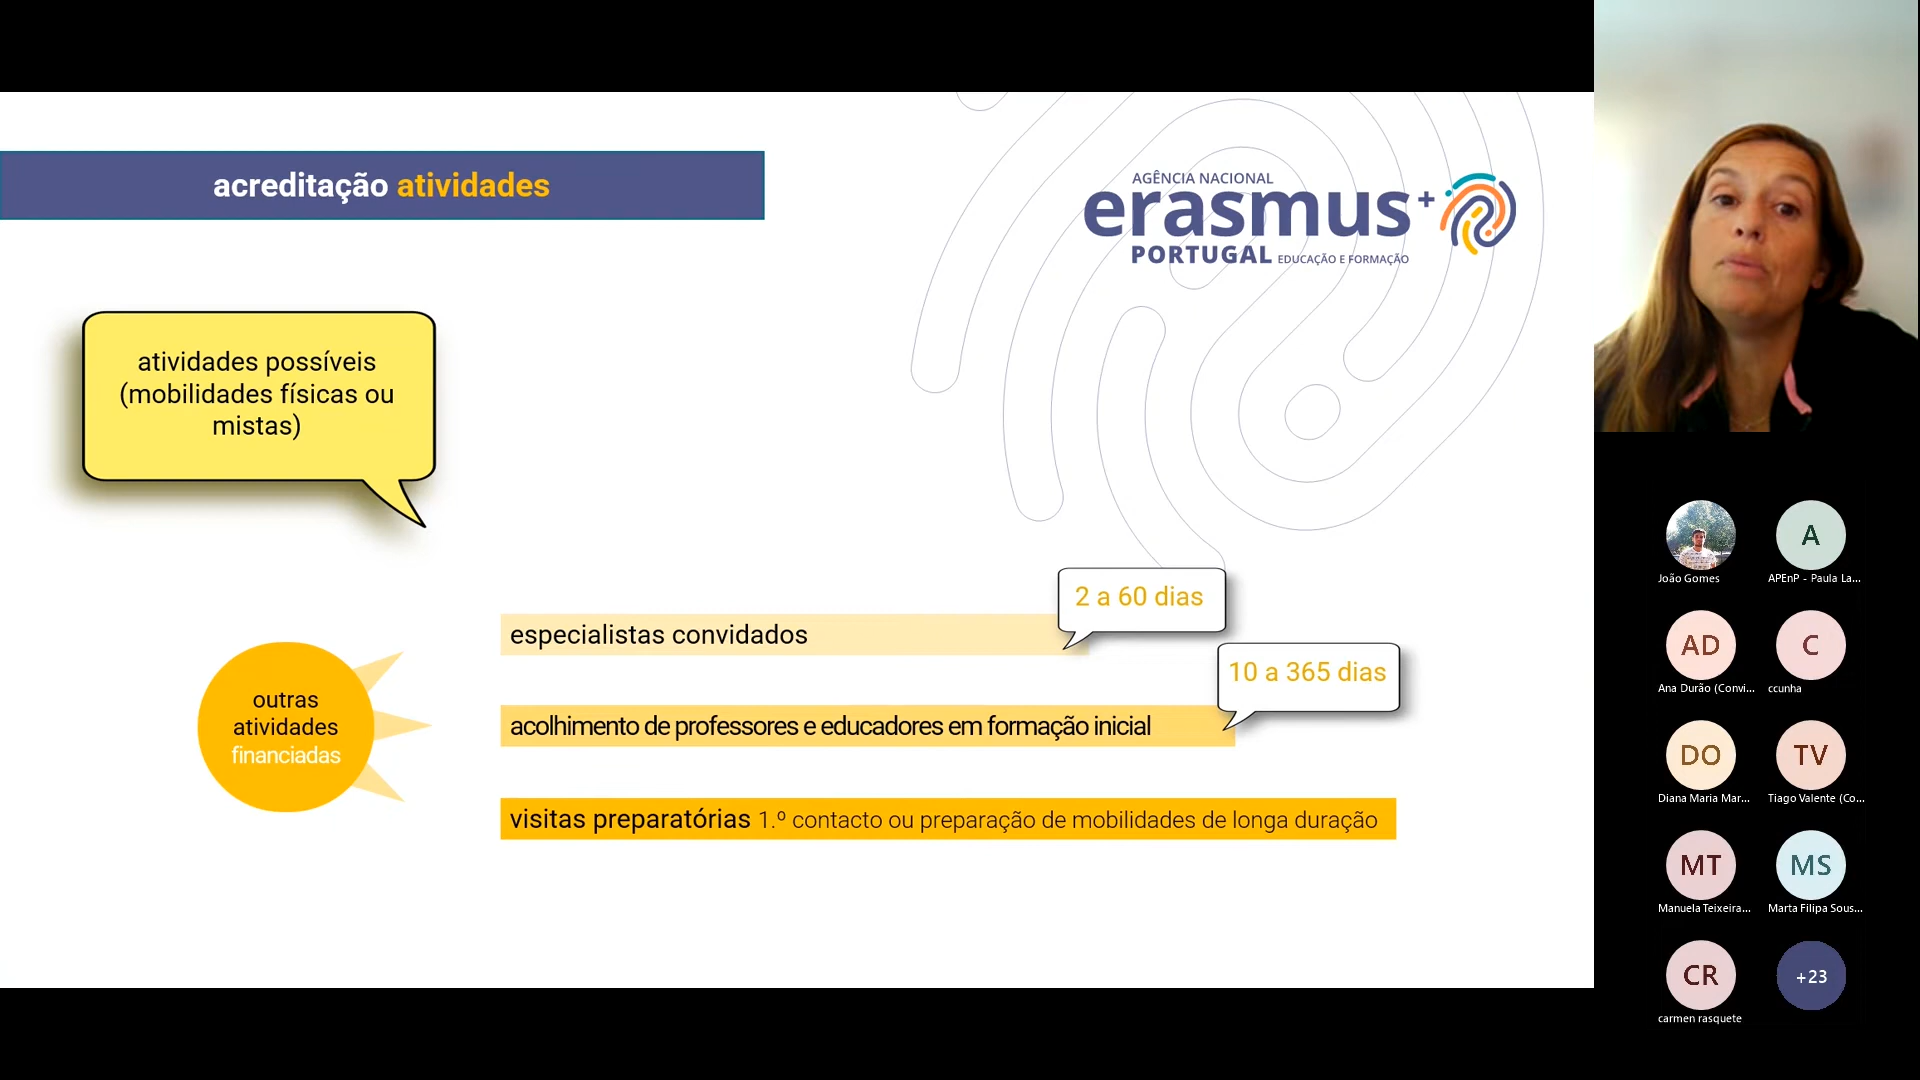 acreditação atividades
AGÊNCIA NACIONAL
erasmus+
PORTUGAL EDUCAÇÃO E FORMAÇÃO
atividades possíveis
(mobilidades físicas ou
mistas)
2 a 60 dias
especialistas convidados
10 a 365 dias
outras
atividades
financiadas
acolhimento de professores e educadores em formação inicial
visitas preparatórias 1.º contacto ou preparação de mobilidades de longa duração
João Gomes
A
APEnP - Paula La...
AD
Ana Durão (Convi...
C
ccunha
DO
Diana Maria Mar...
TV
Tiago Valente (Co...
MT
Manuela Teixeira...
MS
Marta Filipa Sous...
CR
carmen rasquete
+23